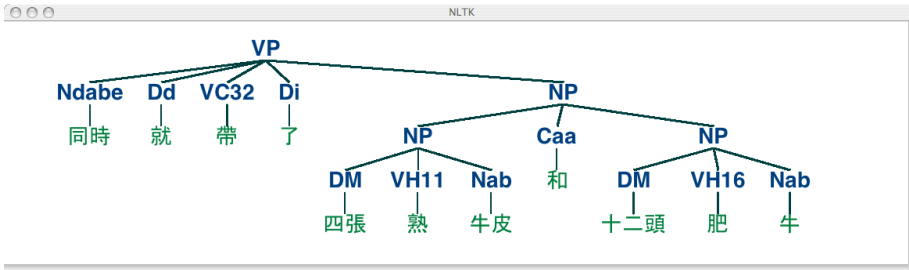 NLTK
VP
Ndabe Dd VC32 Di NP
同時 就 帶 了 NP Caa NP
DM VH11 Nab 和 DM VH16 Nab
四張 熟 牛皮 十二頭 肥 牛